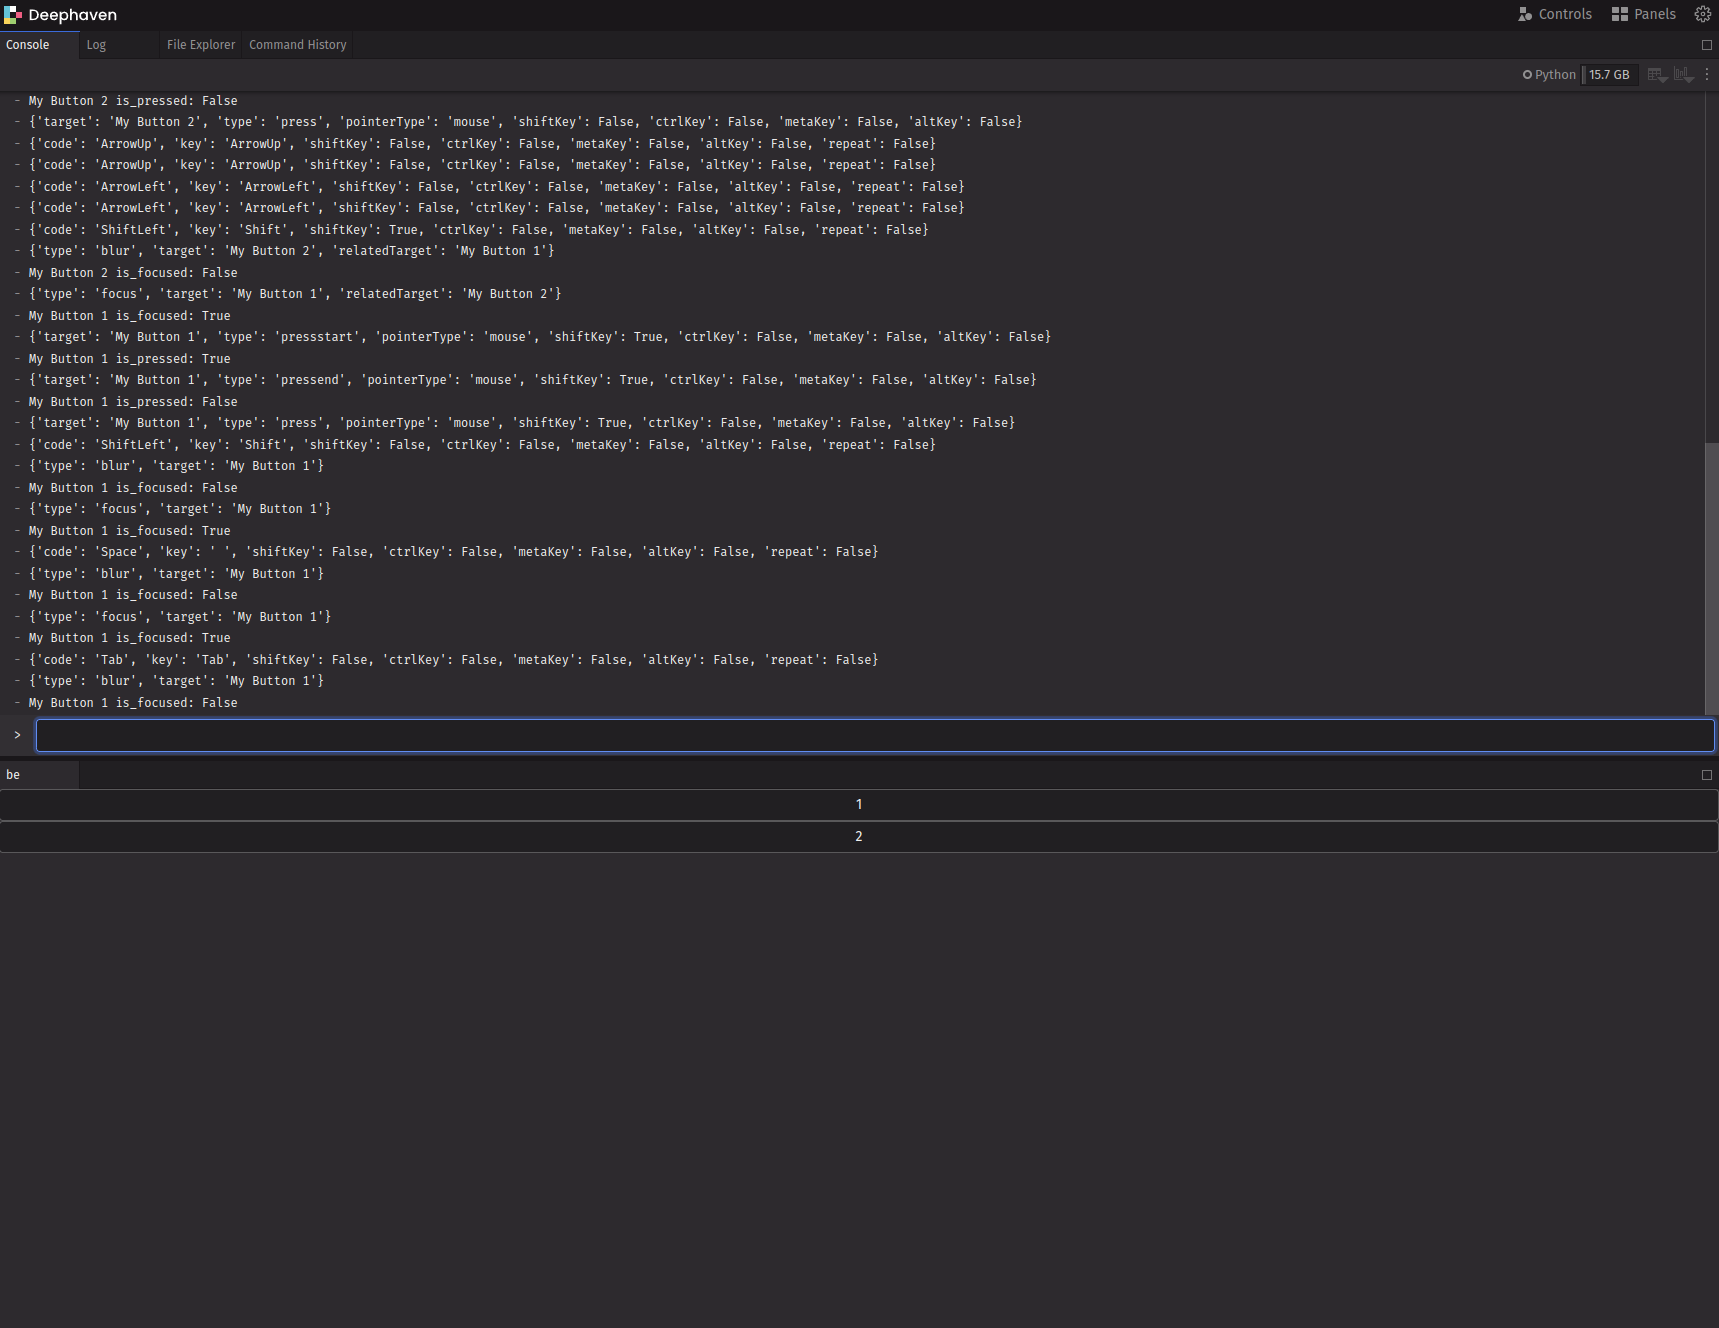 Deephaven
Controls Panels
Console Log File Explorer Command History
Python 15.7 GB
- My Button 2 is_pressed: False
- {'target': 'My Button 2', 'type': 'press', 'pointerType': 'mouse', 'shiftKey': False, 'ctrlKey': False, 'metaKey': False, 'altKey': False}
- {'code': 'ArrowUp', 'key': 'ArrowUp', 'shiftKey': False, 'ctrlKey': False, 'metaKey': False, 'altKey': False, 'repeat': False}
- {'code': 'ArrowUp', 'key': 'ArrowUp', 'shiftKey': False, 'ctrlKey': False, 'metaKey': False, 'altKey': False, 'repeat': False}
- {'code': 'ArrowLeft', 'key': 'ArrowLeft', 'shiftKey': False, 'ctrlKey': False, 'metaKey': False, 'altKey': False, 'repeat': False}
- {'code': 'ArrowLeft', 'key': 'ArrowLeft', 'shiftKey': False, 'ctrlKey': False, 'metaKey': False, 'altKey': False, 'repeat': False}
- {'code': 'ShiftLeft', 'key': 'Shift', 'shiftKey': True, 'ctrlKey': False, 'metaKey': False, 'altKey': False, 'repeat': False}
- {'type': 'blur', 'target': 'My Button 2', 'relatedTarget': 'My Button 1'}
- My Button 2 is_focused: False
- {'type': 'focus', 'target': 'My Button 1', 'relatedTarget': 'My Button 2'}
- My Button 1 is_focused: True
- {'target': 'My Button 1', 'type': 'pressstart', 'pointerType': 'mouse', 'shiftKey': True, 'ctrlKey': False, 'metaKey': False, 'altKey': False}
- My Button 1 is_pressed: True
- {'target': 'My Button 1', 'type': 'pressend', 'pointerType': 'mouse', 'shiftKey': True, 'ctrlKey': False, 'metaKey': False, 'altKey': False}
- My Button 1 is_pressed: False
- {'target': 'My Button 1', 'type': 'press', 'pointerType': 'mouse', 'shiftKey': True, 'ctrlKey': False, 'metaKey': False, 'altKey': False}
- {'code': 'ShiftLeft', 'key': 'Shift', 'shiftKey': False, 'ctrlKey': False, 'metaKey': False, 'altKey': False, 'repeat': False}
- {'type': 'blur', 'target': 'My Button 1'}
- My Button 1 is_focused: False
- {'type': 'focus', 'target': 'My Button 1'}
- My Button 1 is_focused: True
- {'code': 'Space', 'key': ' ', 'shiftKey': False, 'ctrlKey': False, 'metaKey': False, 'altKey': False, 'repeat': False}
- {'type': 'blur', 'target': 'My Button 1'}
- My Button 1 is_focused: False
- {'type': 'focus', 'target': 'My Button 1'}
- My Button 1 is_focused: True
- {'code': 'Tab', 'key': 'Tab', 'shiftKey': False, 'ctrlKey': False, 'metaKey': False, 'altKey': False, 'repeat': False}
- {'type': 'blur', 'target': 'My Button 1'}
- My Button 1 is_focused: False
>
be
1
2